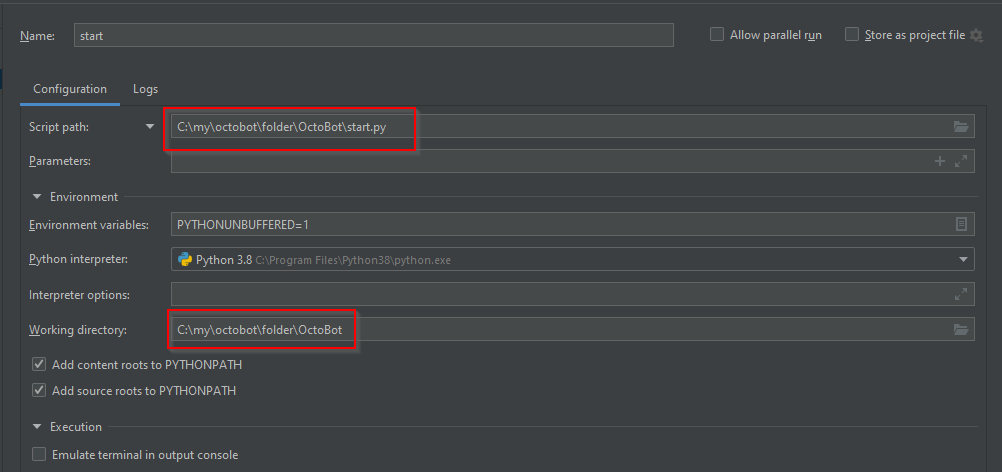 Name: start Allow parallel run Store as project file
Configuration Logs
Script path: C:\my\octobot\folder\OctoBot\start.py
Parameters:
Environment
Environment variables: PYTHONUNBUFFERED=1
Python interpreter: Python 3.8 C:\Program Files\Python38\python.exe
Interpreter options:
Working directory: C:\my\octobot\folder\OctoBot
Add content roots to PYTHONPATH
Add source roots to PYTHONPATH
Execution
Emulate terminal in output console